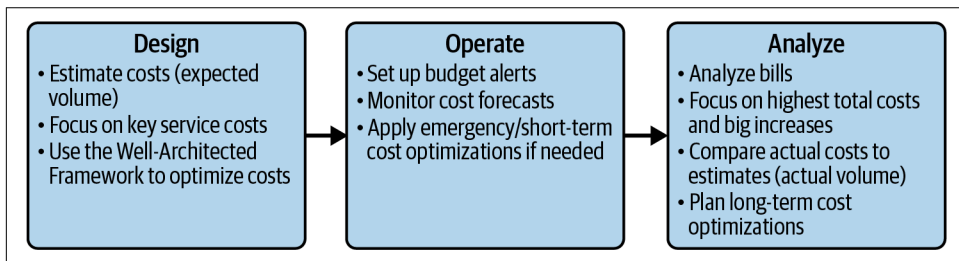 Design
• Estimate costs (expected
volume)
• Focus on key service costs
• Use the Well-Architected
Framework to optimize costs
Operate
• Set up budget alerts
• Monitor cost forecasts
• Apply emergency/short-term
cost optimizations if needed
Analyze
• Analyze bills
• Focus on highest total costs
and big increases
• Compare actual costs to
estimates (actual volume)
• Plan long-term cost
optimizations